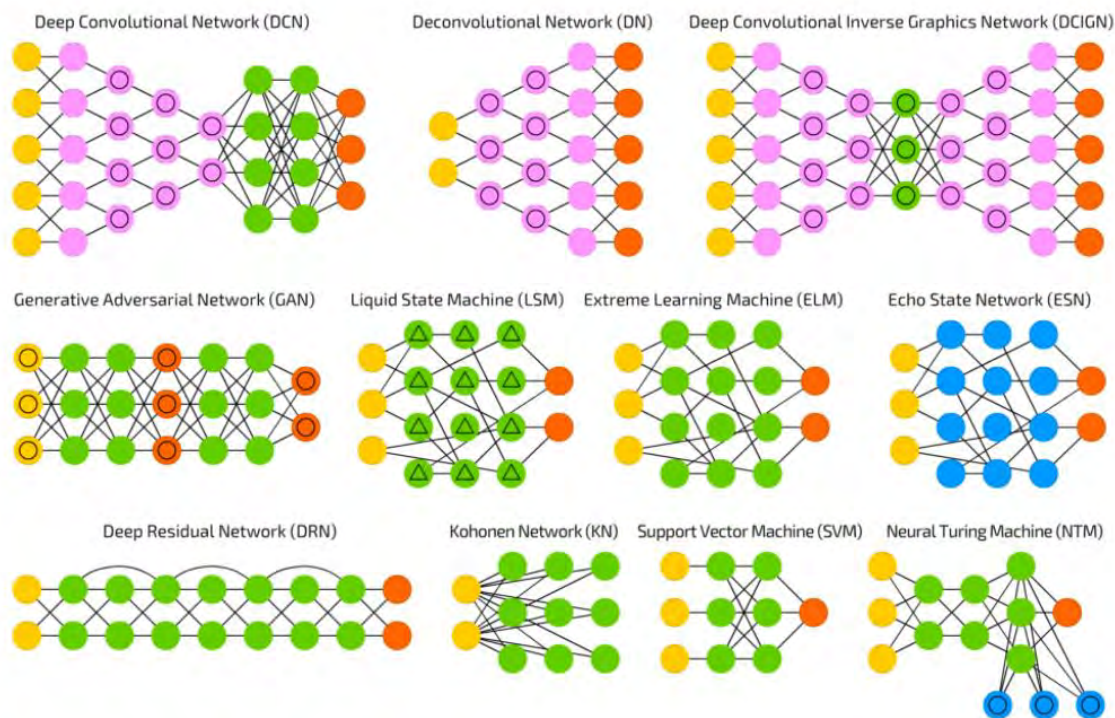 Deep Convolutional Network (DCN)
Deconvolutional Network (DN)
Deep Convolutional Inverse Graphics Network (DCIGN)
Generative Adversarial Network (GAN)
Liquid State Machine (LSM)
Extreme Learning Machine (ELM)
Echo State Network (ESN)
Deep Residual Network (DRN)
Kohonen Network (KN)
Support Vector Machine (SVM)
Neural Turing Machine (NTM)